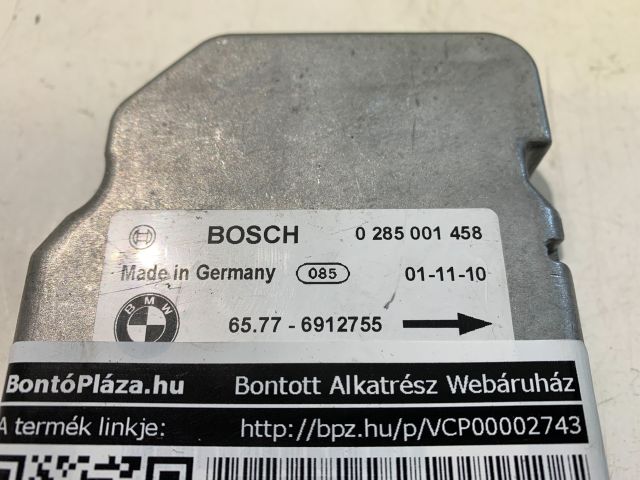 BOSCH 0 285 001 458
Made in Germany 085 01-11-10
BMW 65.77 - 6912755
BontóPláza.hu Bontott Alkatrész Webáruház
A termék linkje: http://bpz.hu/p/VCP00002743